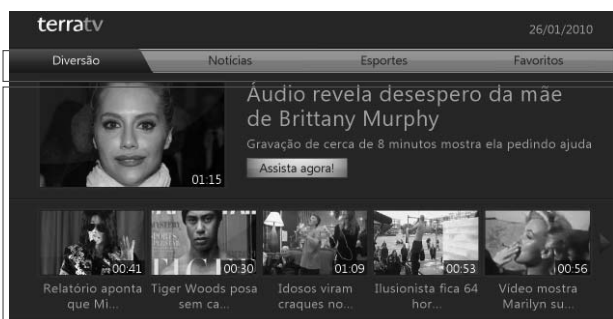 terratv
26/01/2010
Diversão Notícias Esportes Favoritos
Áudio revela desespero da mãe
de Brittany Murphy
Gravação de cerca de 8 minutos mostra ela pedindo ajuda
Assista agora!
01:15
00:41 00:30 01:09 00:53 00:56
Relatório aponta
que Mi...
Tiger Woods posa
sem ca...
Idosos viram
craques no...
Ilusionista fica 64
hor...
Vídeo mostra
Marilyn su...